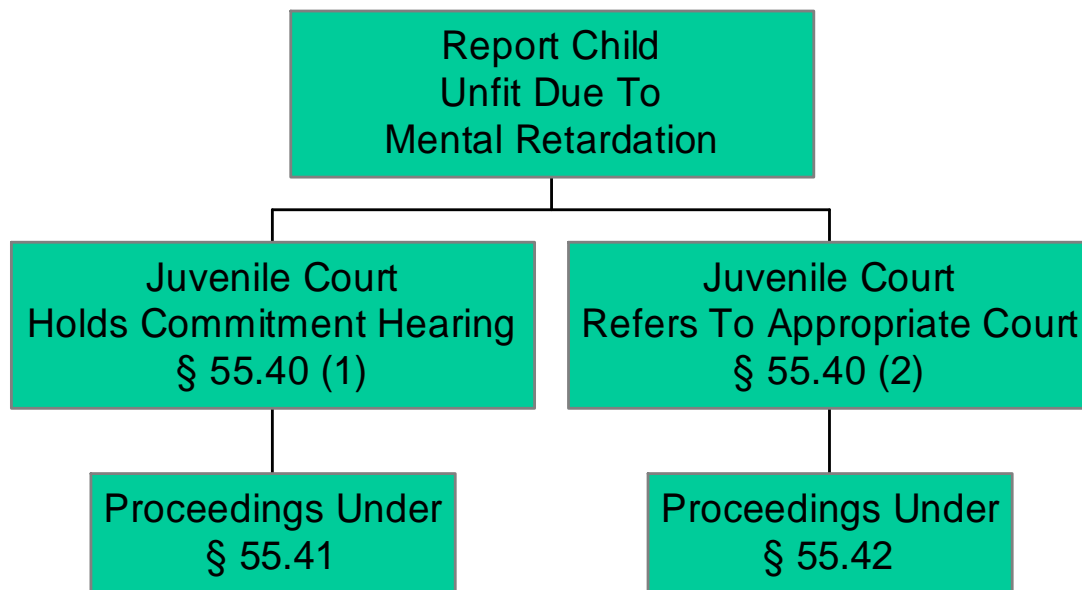 Report Child
Unfit Due To
Mental Retardation
Juvenile Court
Holds Commitment Hearing
§ 55.40 (1)
Juvenile Court
Refers To Appropriate Court
§ 55.40 (2)
Proceedings Under
§ 55.41
Proceedings Under
§ 55.42